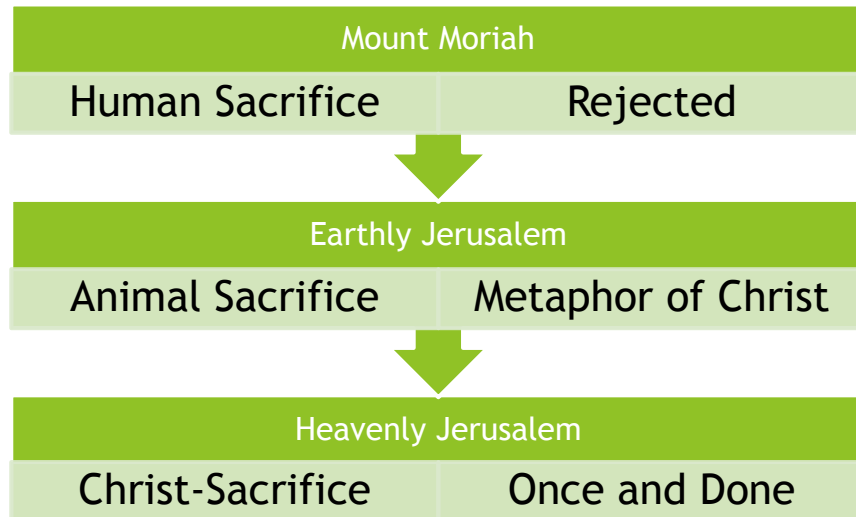 Mount Moriah
Human Sacrifice Rejected
Earthly Jerusalem
Animal Sacrifice Metaphor of Christ
Heavenly Jerusalem
Christ-Sacrifice Once and Done